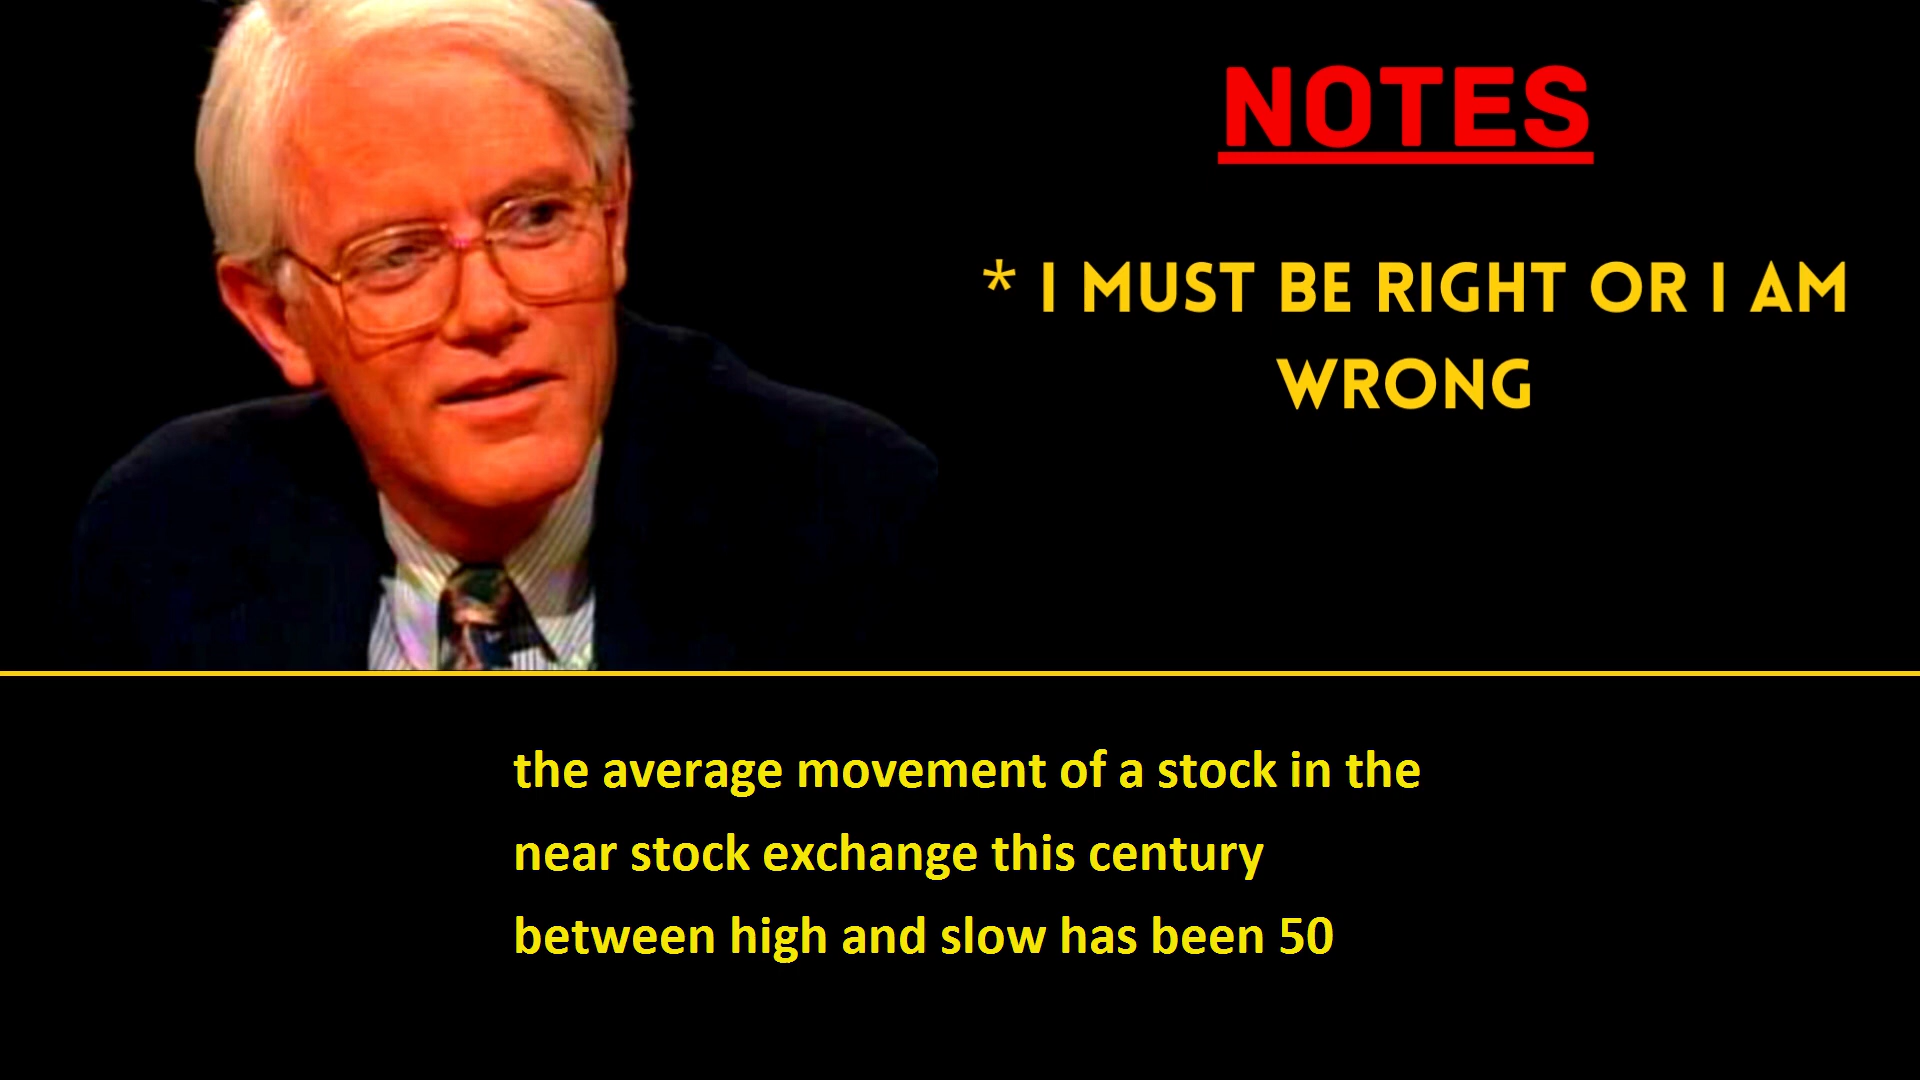 NOTES
* I MUST BE RIGHT OR I AM
WRONG
the average movement of a stock in the
near stock exchange this century
between high and slow has been 50